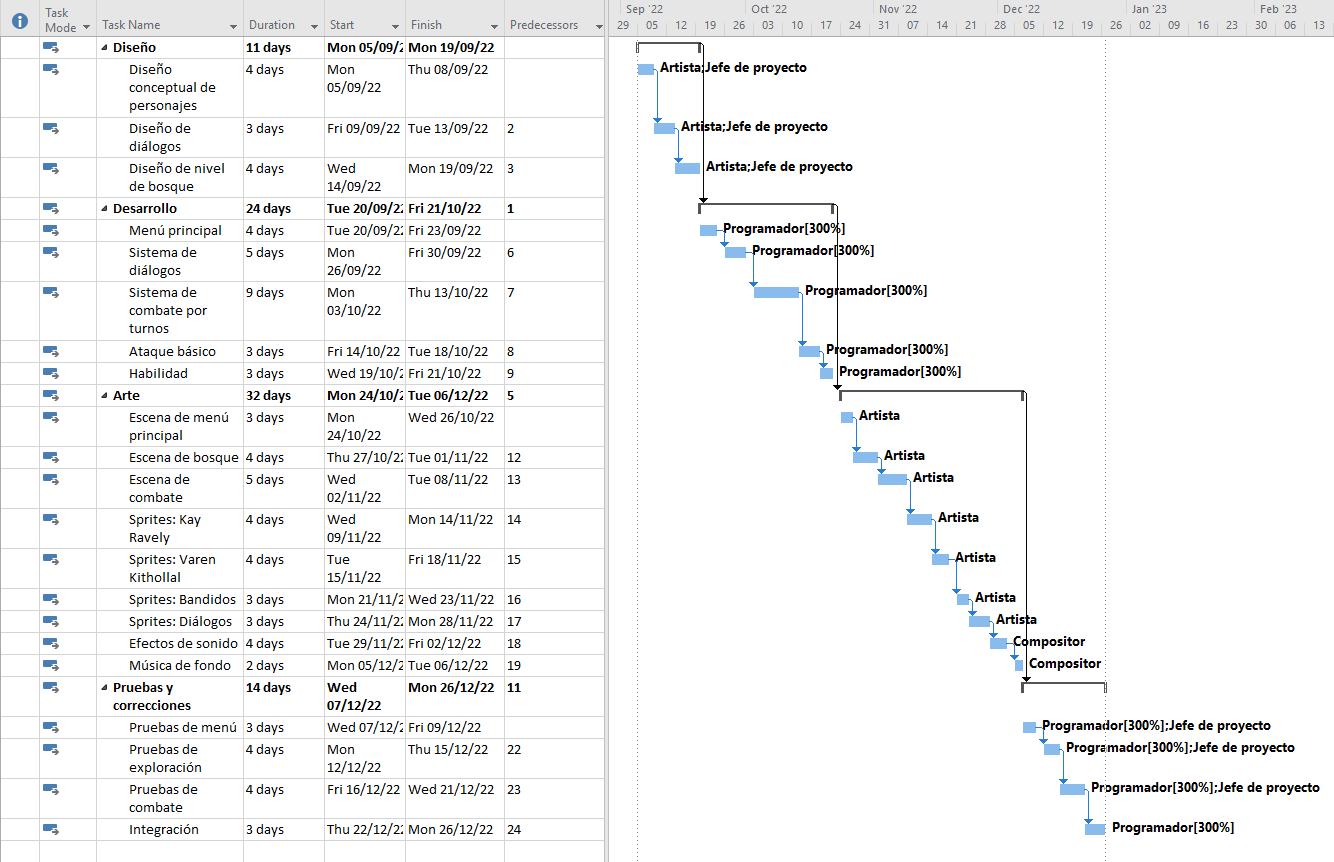 Task Mode Task Name Duration Start Finish Predecessors
Sep '22 Oct '22 Nov '22 Dec '22 Jan '23 Feb '23
29 05 12 19 26 03 10 17 24 31 07 14 21 28 05 12 19 26 02 09 16 23 30 06 13
Diseño 11 days Mon 05/09/2 Mon 19/09/22
Diseño conceptual de personajes 4 days Mon 05/09/22 Thu 08/09/22 Artista;Jefe de proyecto
Diseño de diálogos 3 days Fri 09/09/22 Tue 13/09/22 2 Artista;Jefe de proyecto
Diseño de nivel de bosque 4 days Wed 14/09/22 Mon 19/09/22 3 Artista;Jefe de proyecto
Desarrollo 24 days Tue 20/09/22 Fri 21/10/22 1
Menú principal 4 days Tue 20/09/22 Fri 23/09/22 Programador[300%]
Sistema de diálogos 5 days Mon 26/09/22 Fri 30/09/22 6 Programador[300%]
Sistema de combate por turnos 9 days Mon 03/10/22 Thu 13/10/22 7 Programador[300%]
Ataque básico 3 days Fri 14/10/22 Tue 18/10/22 8 Programador[300%]
Habilidad 3 days Wed 19/10/2 Fri 21/10/22 9 Programador[300%]
Arte 32 days Mon 24/10/2 Tue 06/12/22 5
Escena de menú principal 3 days Mon 24/10/22 Wed 26/10/22 Artista
Escena de bosque 4 days Thu 27/10/22 Tue 01/11/22 12 Artista
Escena de combate 5 days Wed 02/11/22 Tue 08/11/22 13 Artista
Sprites: Kay Ravely 4 days Wed 09/11/22 Mon 14/11/22 14 Artista
Sprites: Varen Kithollal 4 days Tue 15/11/22 Fri 18/11/22 15 Artista
Sprites: Bandidos 3 days Mon 21/11/2 Wed 23/11/22 16 Artista
Sprites: Diálogos 3 days Thu 24/11/22 Mon 28/11/22 17 Artista
Efectos de sonido 4 days Tue 29/11/22 Fri 02/12/22 18 Compositor
Música de fondo 2 days Mon 05/12/2 Tue 06/12/22 19 Compositor
Pruebas y correcciones 14 days Wed 07/12/22 Mon 26/12/22 11
Pruebas de menú 3 days Wed 07/12/2 Fri 09/12/22 Programador[300%];Jefe de proyecto
Pruebas de exploración 4 days Mon 12/12/22 Thu 15/12/22 22 Programador[300%];Jefe de proyecto
Pruebas de combate 4 days Fri 16/12/22 Wed 21/12/22 23 Programador[300%];Jefe de proyecto
Integración 3 days Thu 22/12/22 Mon 26/12/22 24 Programador[300%]